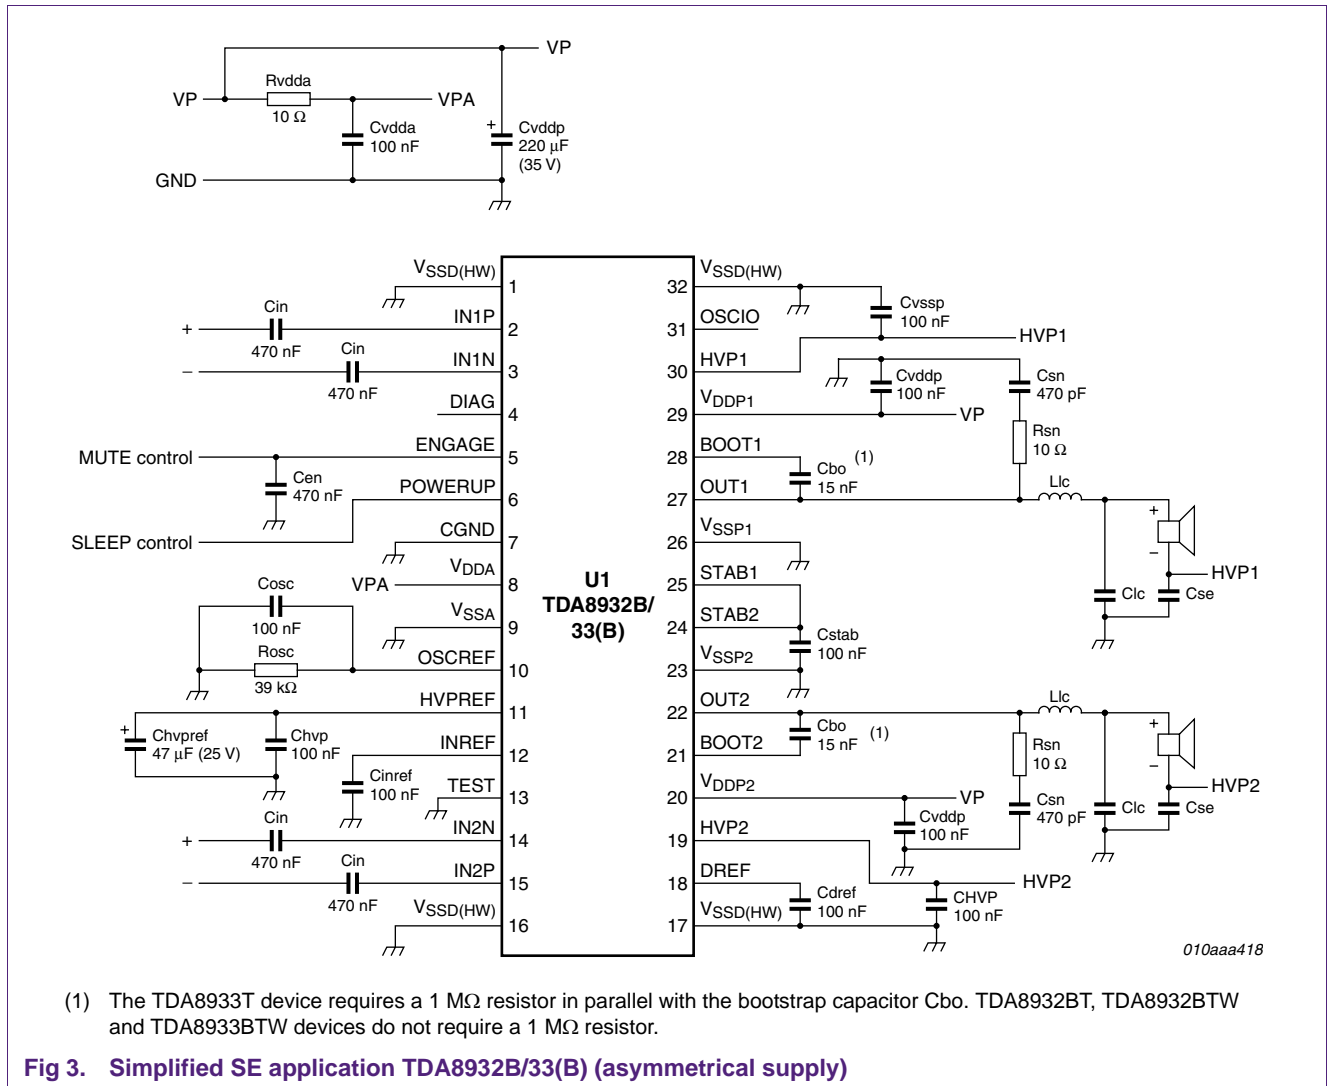 VP
Rvdda
VP
10 Ω
VPA
Cvdda
100 nF
+
Cvddp
220 μF
(35 V)
GND
U1
TDA8932B/
33(B)
VSSD(HW)
1
Cin
+
470 nF
IN1P
2
Cin
−
470 nF
IN1N
3
DIAG
4
MUTE control
ENGAGE
5
Cen
470 nF
POWERUP
6
SLEEP control
CGND
7
VPA
VDDA
8
Cosc
100 nF
VSSA
9
Rosc
39 kΩ
OSCREF
10
HVPREF
11
+
Chvpref
47 μF (25 V)
Chvp
100 nF
INREF
12
Cinref
100 nF
TEST
13
Cin
+
470 nF
IN2N
14
Cin
−
470 nF
IN2P
15
VSSD(HW)
16
VSSD(HW)
32
Cvssp
100 nF
OSCIO
31
HVP1
HVP1
30
Cvddp
100 nF
Csn
470 pF
VDDP1
29
VP
Rsn
10 Ω
BOOT1
28
Cbo
15 nF
(1)
OUT1
27
Llc
+
−
HVP1
Clc
Cse
VSSP1
26
STAB1
25
STAB2
24
Cstab
100 nF
VSSP2
23
OUT2
22
Llc
Cbo
15 nF
(1)
BOOT2
21
Rsn
10 Ω
+
−
HVP2
VDDP2
20
VP
Csn
470 pF
Clc
Cse
Cvddp
100 nF
HVP2
19
HVP2
DREF
18
Cdref
100 nF
CHVP
100 nF
VSSD(HW)
17
010aaa418
(1) The TDA8933T device requires a 1 MΩ resistor in parallel with the bootstrap capacitor Cbo. TDA8932BT, TDA8932BTW
and TDA8933BTW devices do not require a 1 MΩ resistor.
Fig 3. Simplified SE application TDA8932B/33(B) (asymmetrical supply)